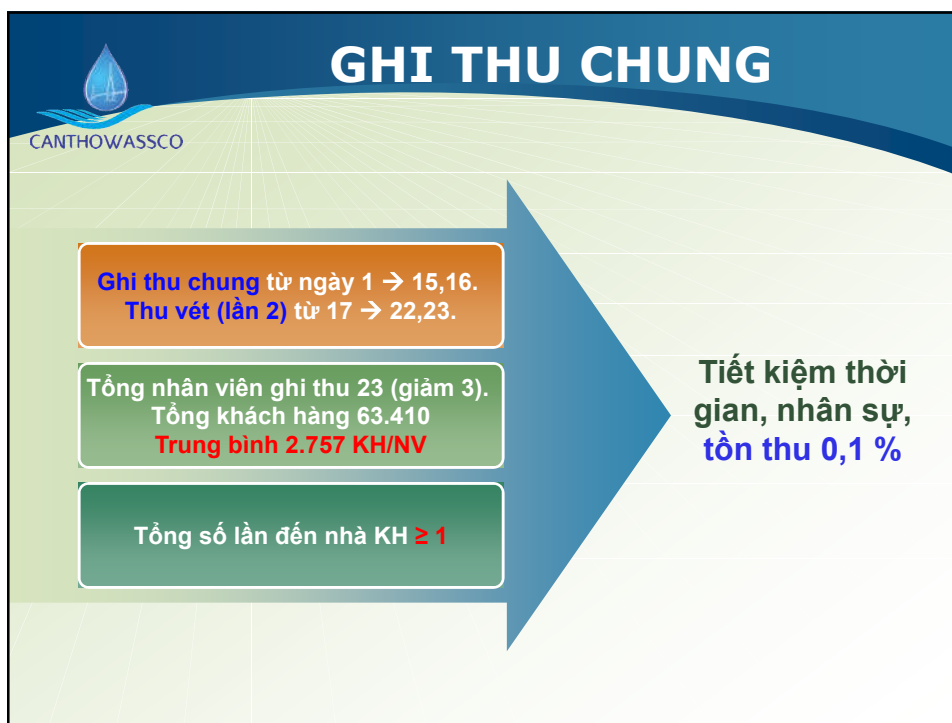 GHI THU CHUNG
CANTHOWASSCO
Ghi thu chung từ ngày 1 → 15,16.
Thu vét (lần 2) từ 17 → 22,23.
Tổng nhân viên ghi thu 23 (giảm 3).
Tổng khách hàng 63.410
Trung bình 2.757 KH/NV
Tổng số lần đến nhà KH ≥ 1
Tiết kiệm thời
gian, nhân sự,
tồn thu 0,1 %